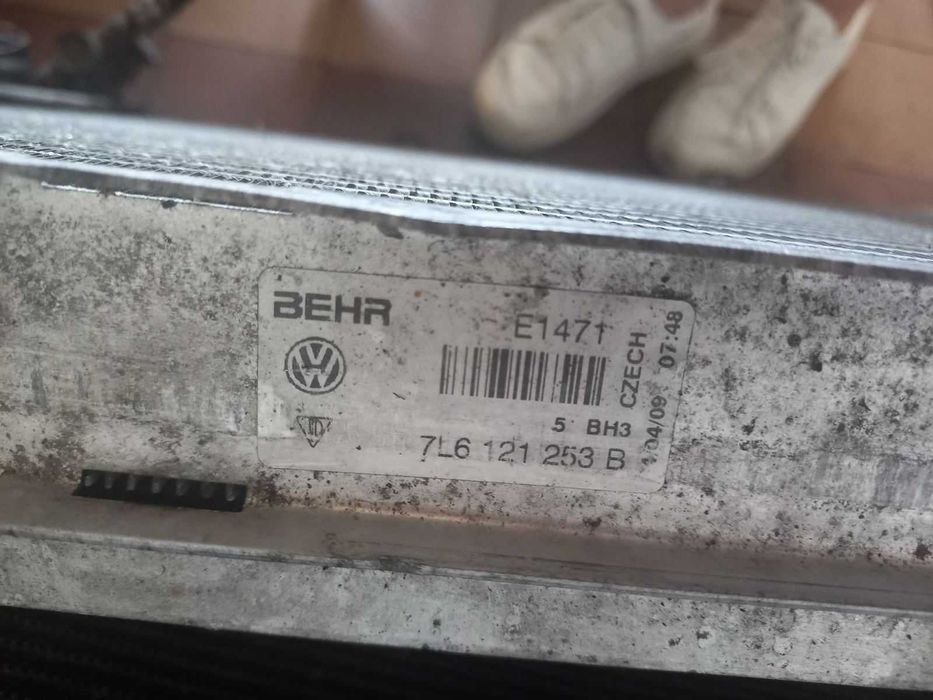 BEHR
E1471
CZECH
04/09 07:48
5 BH3
7L6 121 253 B